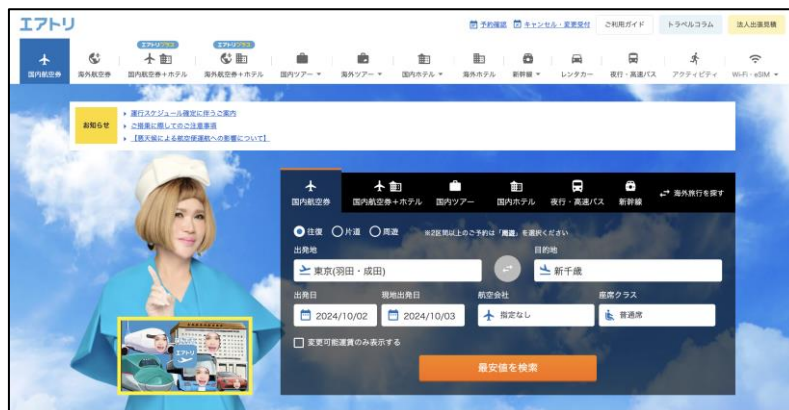 エアトリ
予約確認 キャンセル・変更受付 ご利用ガイド トラベルコラム 法人出張見積
エアトリプラス エアトリプラス
国内航空券 海外航空券 国内航空券+ホテル 海外航空券+ホテル 国内ツアー 海外ツアー 国内ホテル 海外ホテル 新幹線 レンタカー 夜行・高速バス アクティビティ Wi-Fi・eSIM
お知らせ
運行スケジュール確定に伴うご案内
ご搭乗に際してのご注意事項
【悪天候による航空便運航への影響について】
国内航空券 国内航空券+ホテル 国内ツアー 国内ホテル 夜行・高速バス 新幹線 海外旅行を探す
往復 片道 周遊 ※2区間以上のご予約は「周遊」を選択ください
出発地 目的地
東京(羽田・成田) 新千歳
出発日 現地出発日 航空会社 座席クラス
2024/10/02 2024/10/03 指定なし 普通席
変更可能運賃のみ表示する
最安値を検索
エアトリ